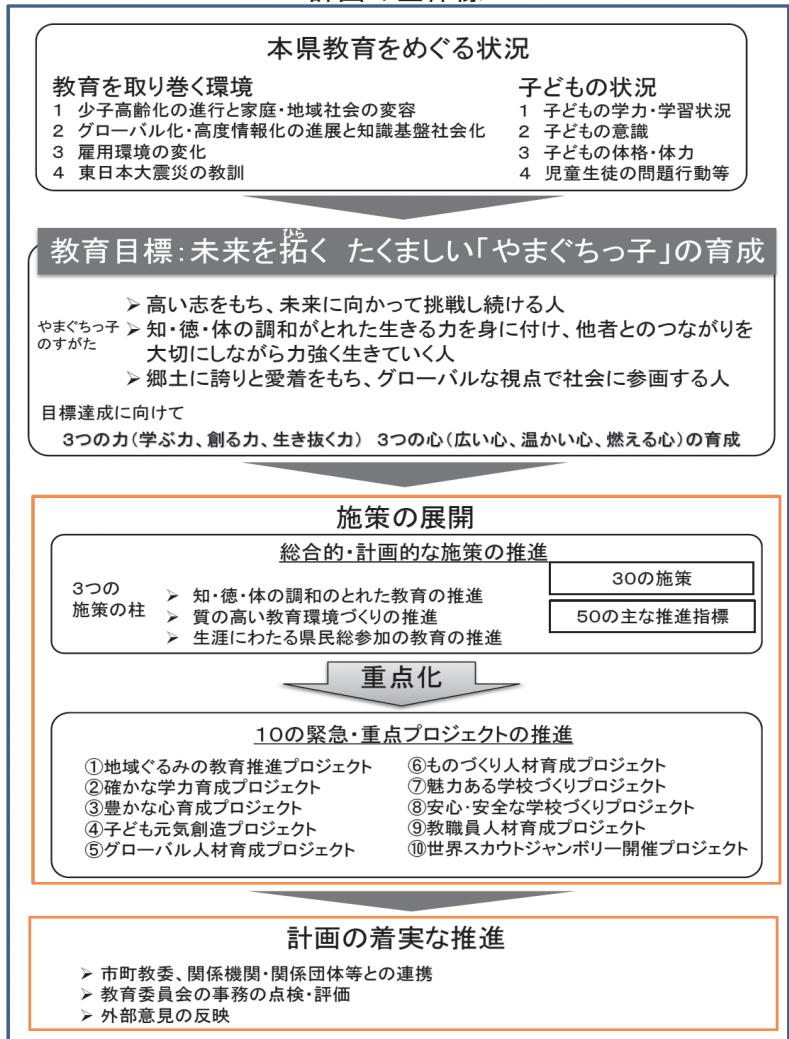 本県教育をめぐる状況
教育を取り巻く環境
1 少子高齢化の進行と家庭・地域社会の変容
2 グローバル化・高度情報化の進展と知識基盤社会化
3 雇用環境の変化
4 東日本大震災の教訓
子どもの状況
1 子どもの学力・学習状況
2 子どもの意識
3 子どもの体格・体力
4 児童生徒の問題行動等
ひら
教育目標:未来を拓く たくましい「やまぐちっ子」の育成
やまぐちっ子
のすがた
➢ 高い志をもち、未来に向かって挑戦し続ける人
➢ 知・徳・体の調和がとれた生きる力を身に付け、他者とのつながりを
大切にしながら力強く生きていく人
➢ 郷土に誇りと愛着をもち、グローバルな視点で社会に参画する人
目標達成に向けて
3つの力(学ぶ力、創る力、生き抜く力) 3つの心(広い心、温かい心、燃える心)の育成
施策の展開
総合的・計画的な施策の推進
3つの
施策の柱
➢ 知・徳・体の調和のとれた教育の推進
➢ 質の高い教育環境づくりの推進
➢ 生涯にわたる県民総参加の教育の推進
30の施策
50の主な推進指標
重点化
10の緊急・重点プロジェクトの推進
①地域ぐるみの教育推進プロジェクト
②確かな学力育成プロジェクト
③豊かな心育成プロジェクト
④子ども元気創造プロジェクト
⑤グローバル人材育成プロジェクト
⑥ものづくり人材育成プロジェクト
⑦魅力ある学校づくりプロジェクト
⑧安心・安全な学校づくりプロジェクト
⑨教職員人材育成プロジェクト
⑩世界スカウトジャンボリー開催プロジェクト
計画の着実な推進
➢ 市町教委、関係機関・関係団体等との連携
➢ 教育委員会の事務の点検・評価
➢ 外部意見の反映